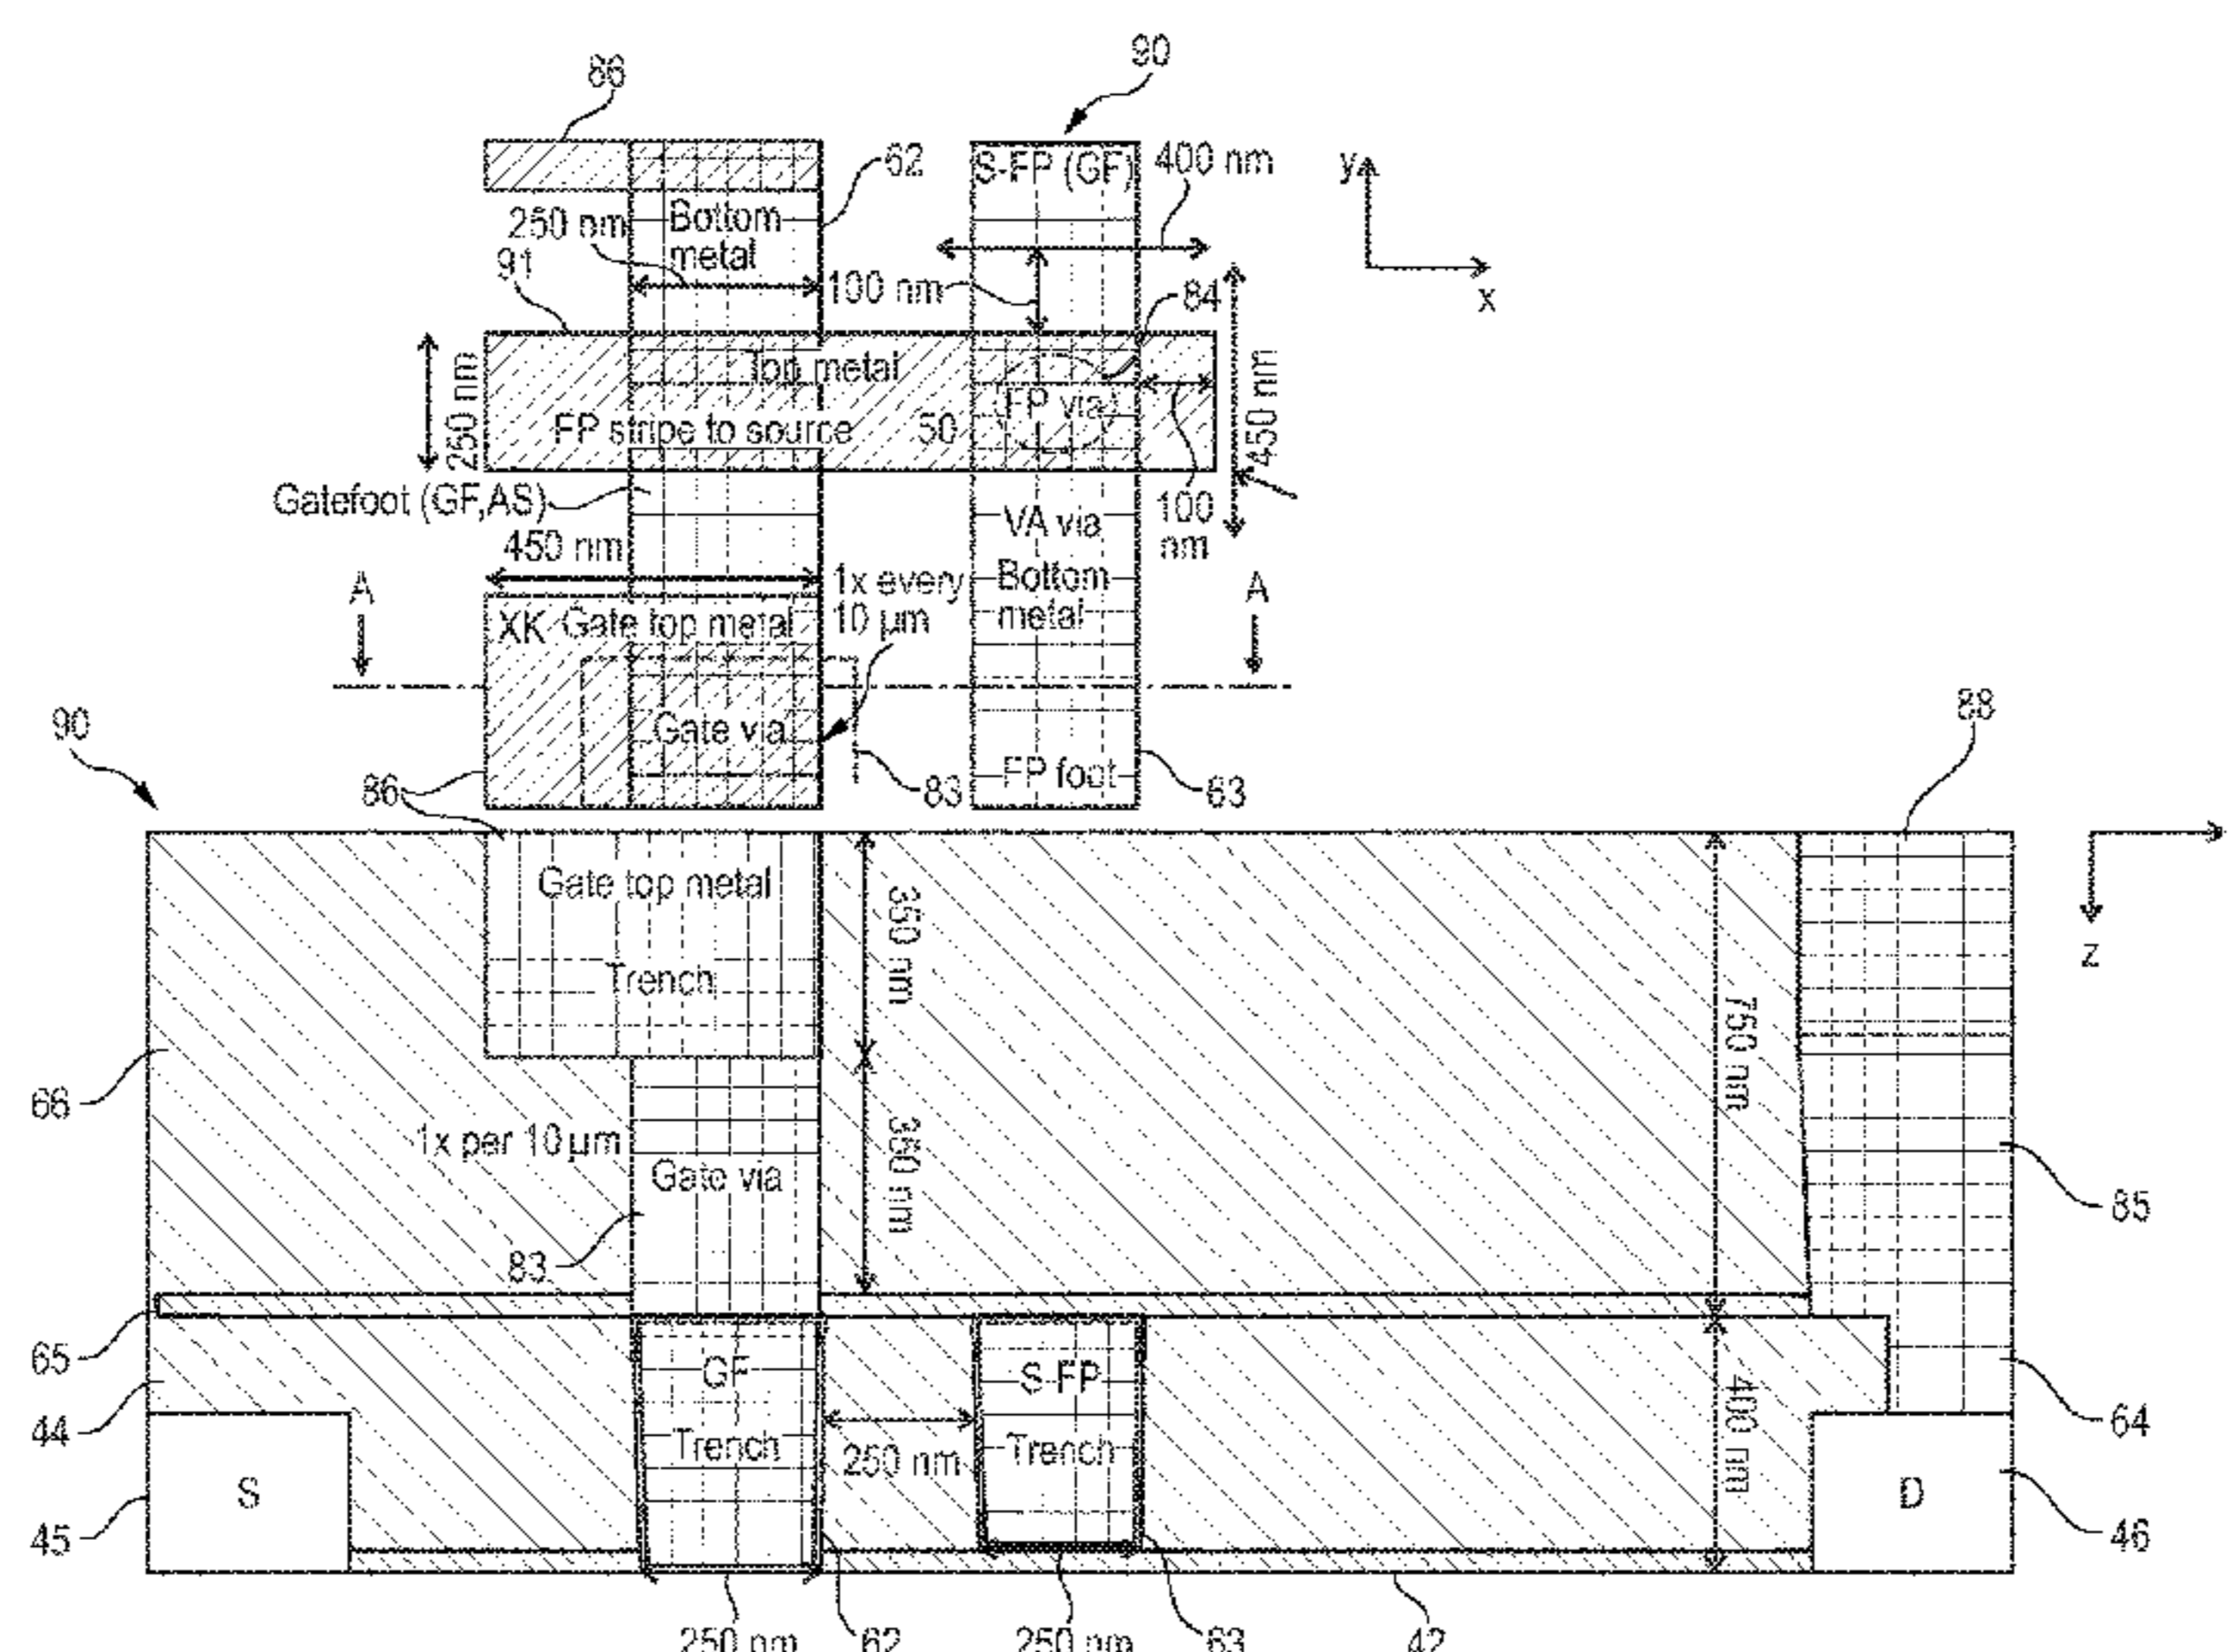 86
90
62
S-FP (GF)
400 nm
y
x
250 nm
Bottom
metal
91
100 nm
84
250 nm
Top metal
FP via
FP stripe to source
50
450 nm
Gatefoot (GF,AS)
450 nm
VA via
100
nm
A
1x every
10 µm
Bottom
metal
A
XK Gate top metal
90
Gate via
88
86
83
FP foot
63
Gate top metal
350 nm
z
Trench
750 nm
66
1x per 10 µm
Gate via
350 nm
85
83
65
GF
S-FP
64
44
Trench
250 nm
Trench
400 nm
S
D
45
46
250 nm
62
250 nm
63
42